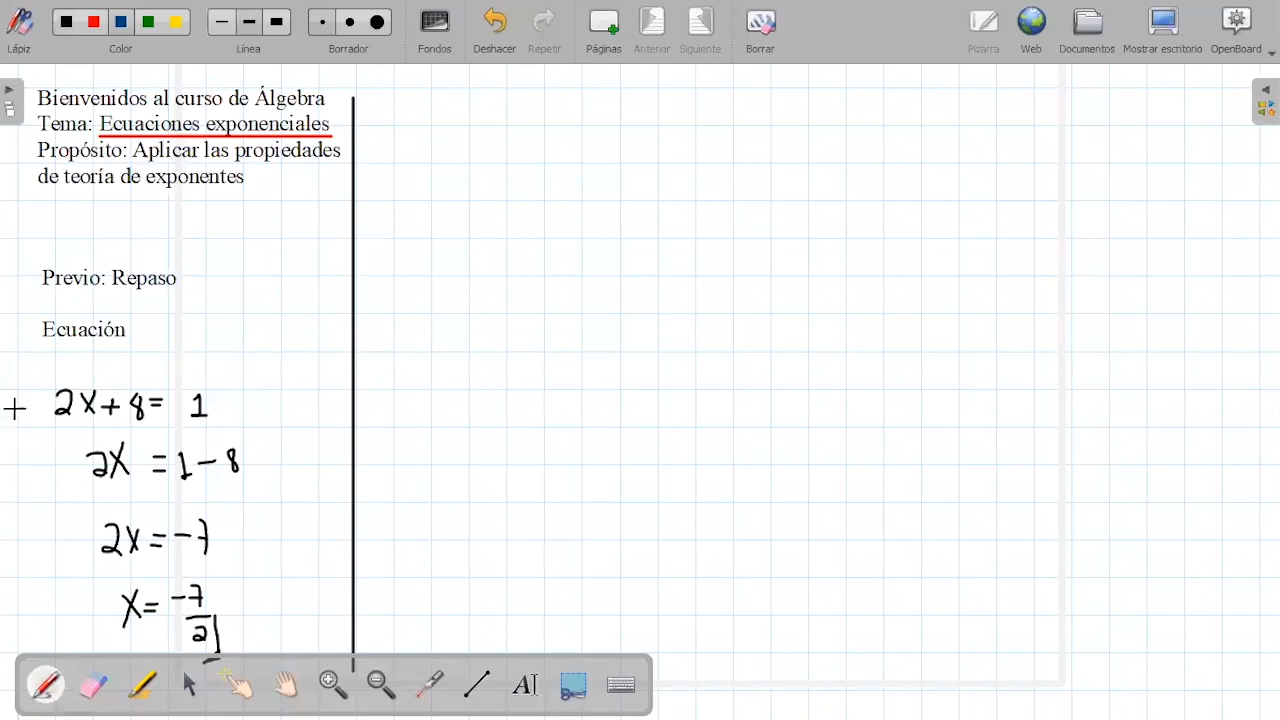 Lápiz Color Línea Borrador Fondos Deshacer Repetir Páginas Anterior Siguiente Borrar Pizarra Web Documentos Mostrar escritorio OpenBoard
Bienvenidos al curso de Álgebra
Tema: Ecuaciones exponenciales
Propósito: Aplicar las propiedades
de teoría de exponentes
Previo: Repaso
Ecuación
2x+8= 1
2x = 1-8
2x = -7
x = -7/2